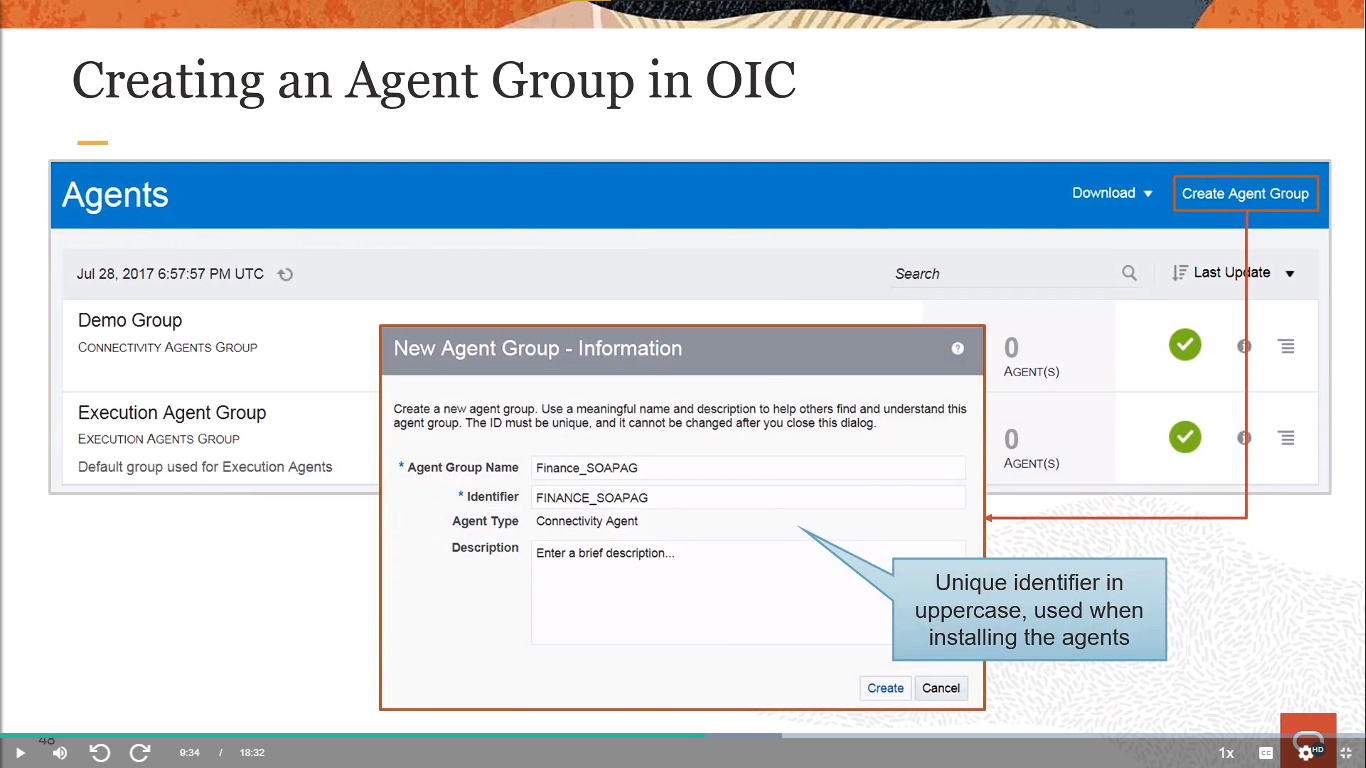 Creating an Agent Group in OIC
Agents
Download
Create Agent Group
Jul 28, 2017 6:57:57 PM UTC
Search
Last Update
Demo Group
CONNECTIVITY AGENTS GROUP
0
AGENT(S)
Execution Agent Group
EXECUTION AGENTS GROUP
Default group used for Execution Agents
0
AGENT(S)
New Agent Group - Information
?
Create a new agent group. Use a meaningful name and description to help others find and understand this
agent group. The ID must be unique, and it cannot be changed after you close this dialog.
* Agent Group Name Finance_SOAPAG
* Identifier FINANCE_SOAPAG
Agent Type Connectivity Agent
Description Enter a brief description...
Unique identifier in
uppercase, used when
installing the agents
Create Cancel
48
9:34 / 18:32
1x
CC
HD